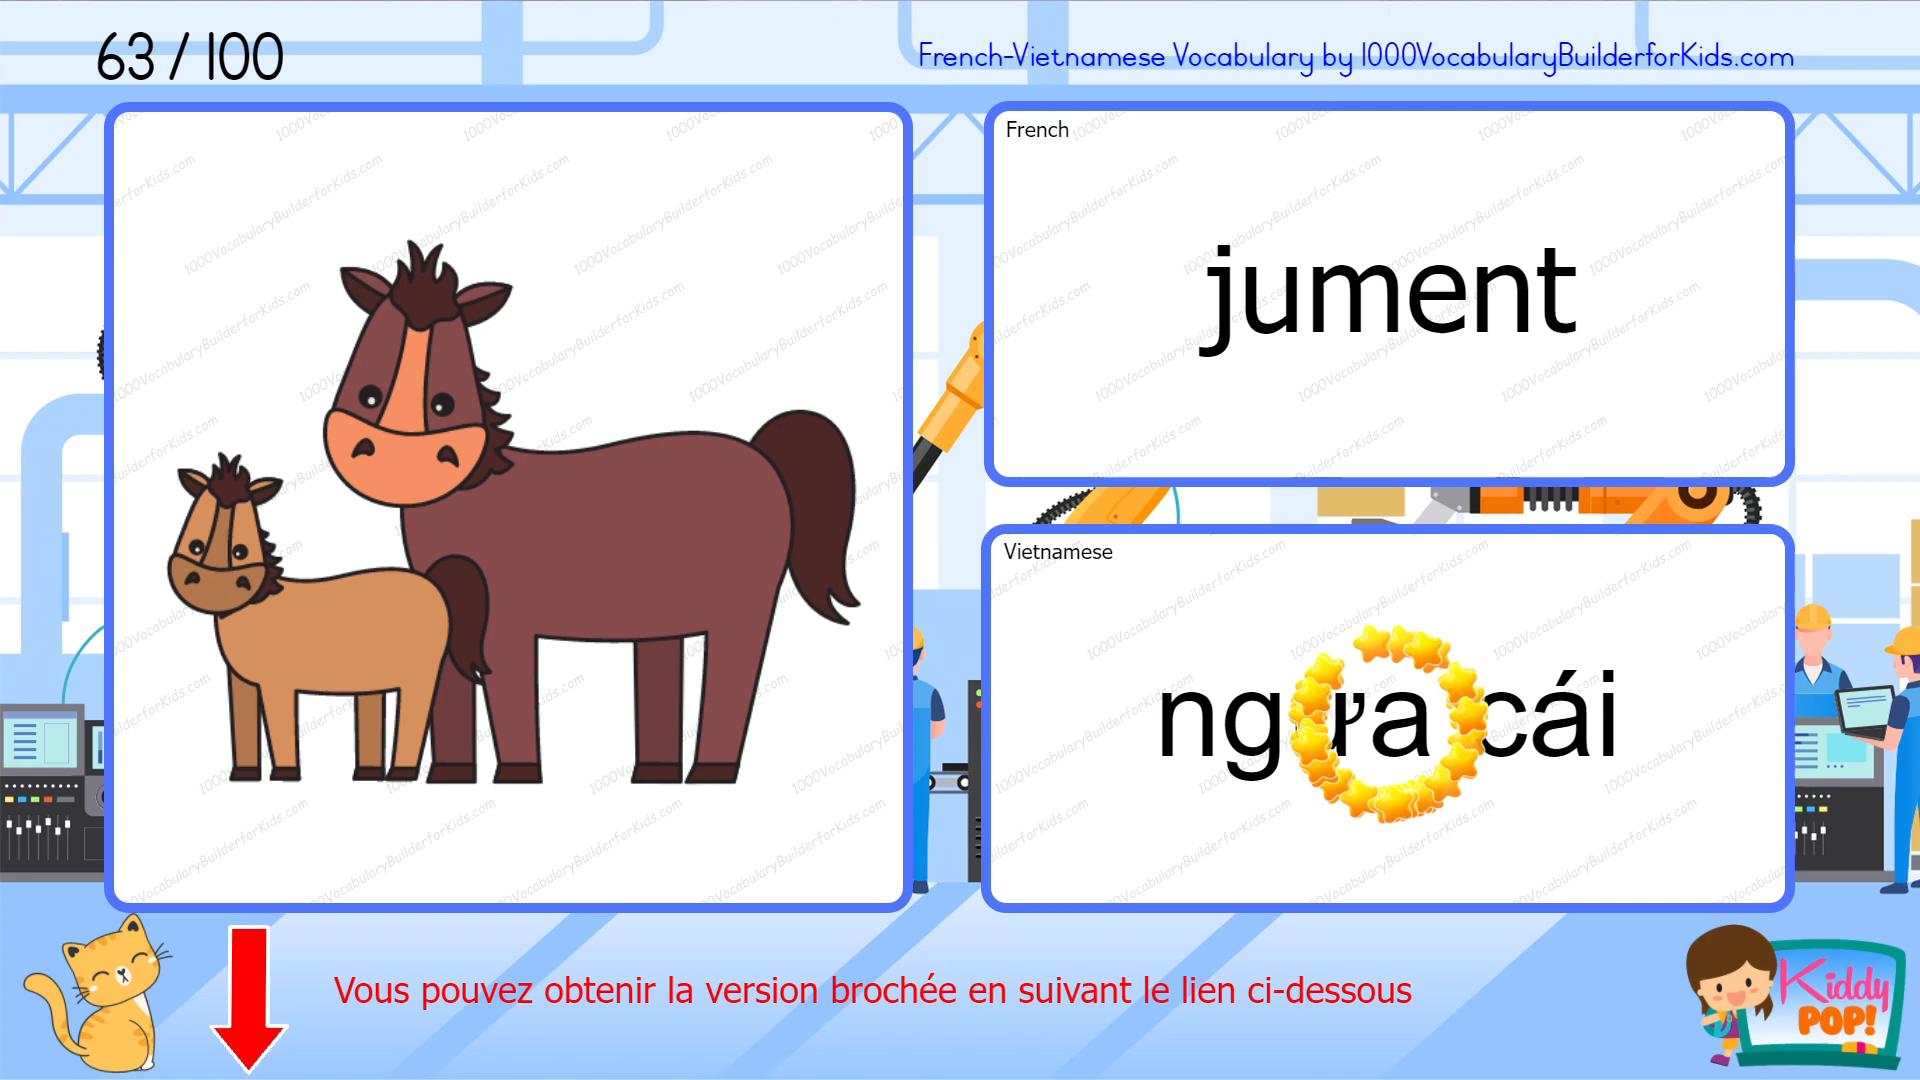 63 / 100
French-Vietnamese Vocabulary by 1000VocabularyBuilderforKids.com
French
jument
Vietnamese
ngựa cái
Vous pouvez obtenir la version brochée en suivant le lien ci-dessous
Kiddy
POP!